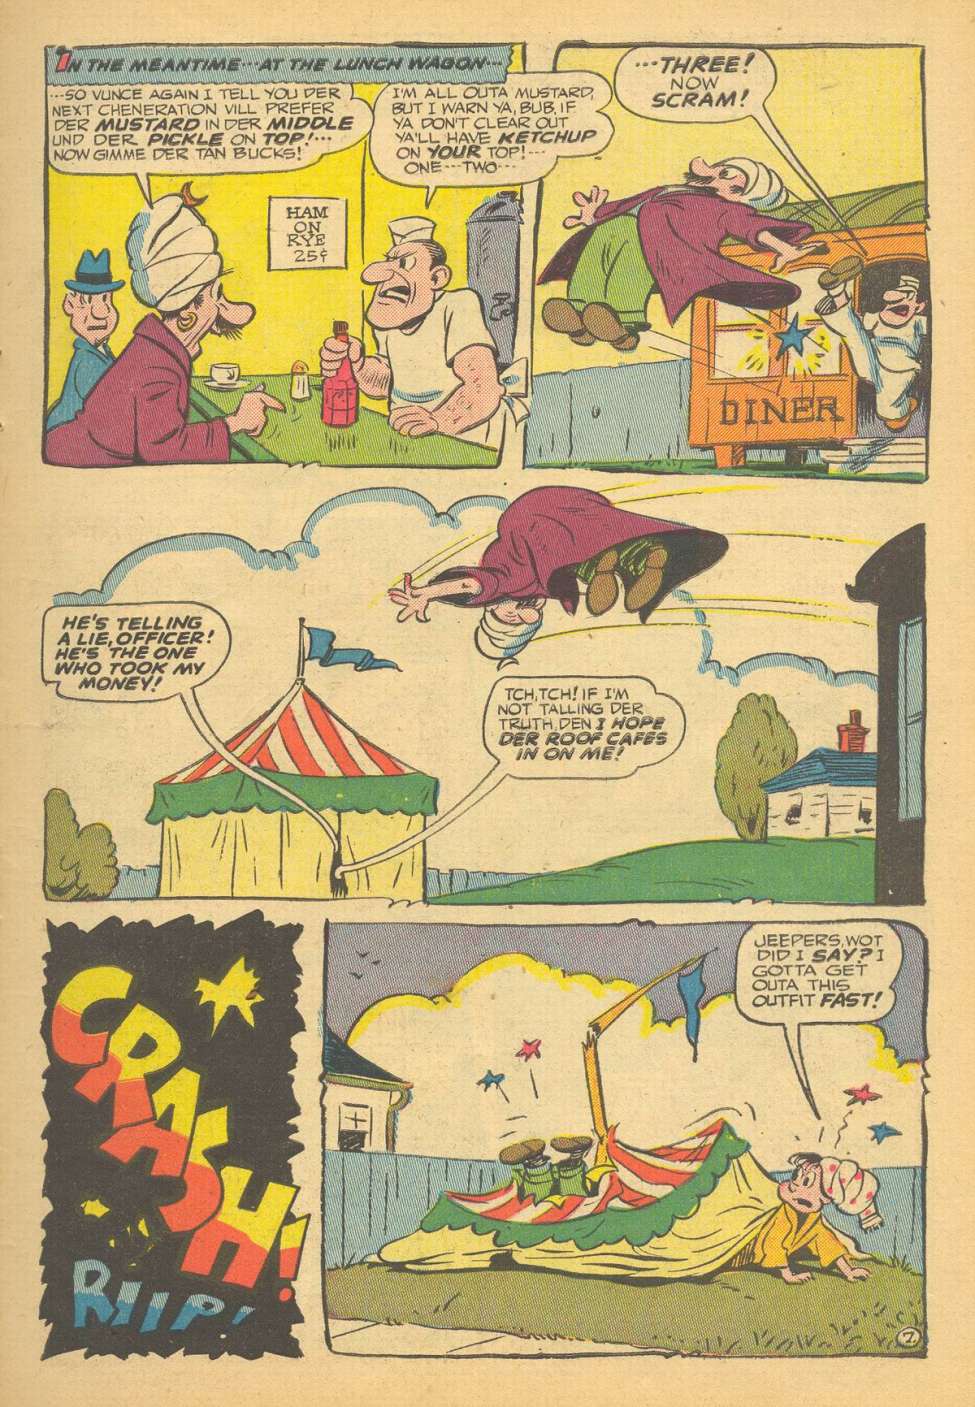 IN THE MEANTIME---AT THE LUNCH WAGON---
---SO VUNCE AGAIN I TELL YOU DER
NEXT CHENERATION VILL PREFER
DER MUSTARD IN DER MIDDLE
UND DER PICKLE ON TOP!---
NOW GIMME DER TAN BUCKS!
I'M ALL OUTA MUSTARD,
BUT I WARN YA, BUB, IF
YA DON'T CLEAR OUT
YA'LL HAVE KETCHUP
ON YOUR TOP!---
ONE---TWO---
HAM
ON
RYE
25¢
---THREE!
NOW
SCRAM!
DINER
HE'S TELLING
A LIE, OFFICER!
HE'S THE ONE
WHO TOOK MY
MONEY!
TCH, TCH! IF I'M
NOT TALLING DER
TRUTH, DEN I HOPE
DER ROOF CAFES
IN ON ME!
CRASH!
RIIP!
JEEPERS, WOT
DID I SAY? I
GOTTA GET
OUTA THIS
OUTFIT FAST!
7